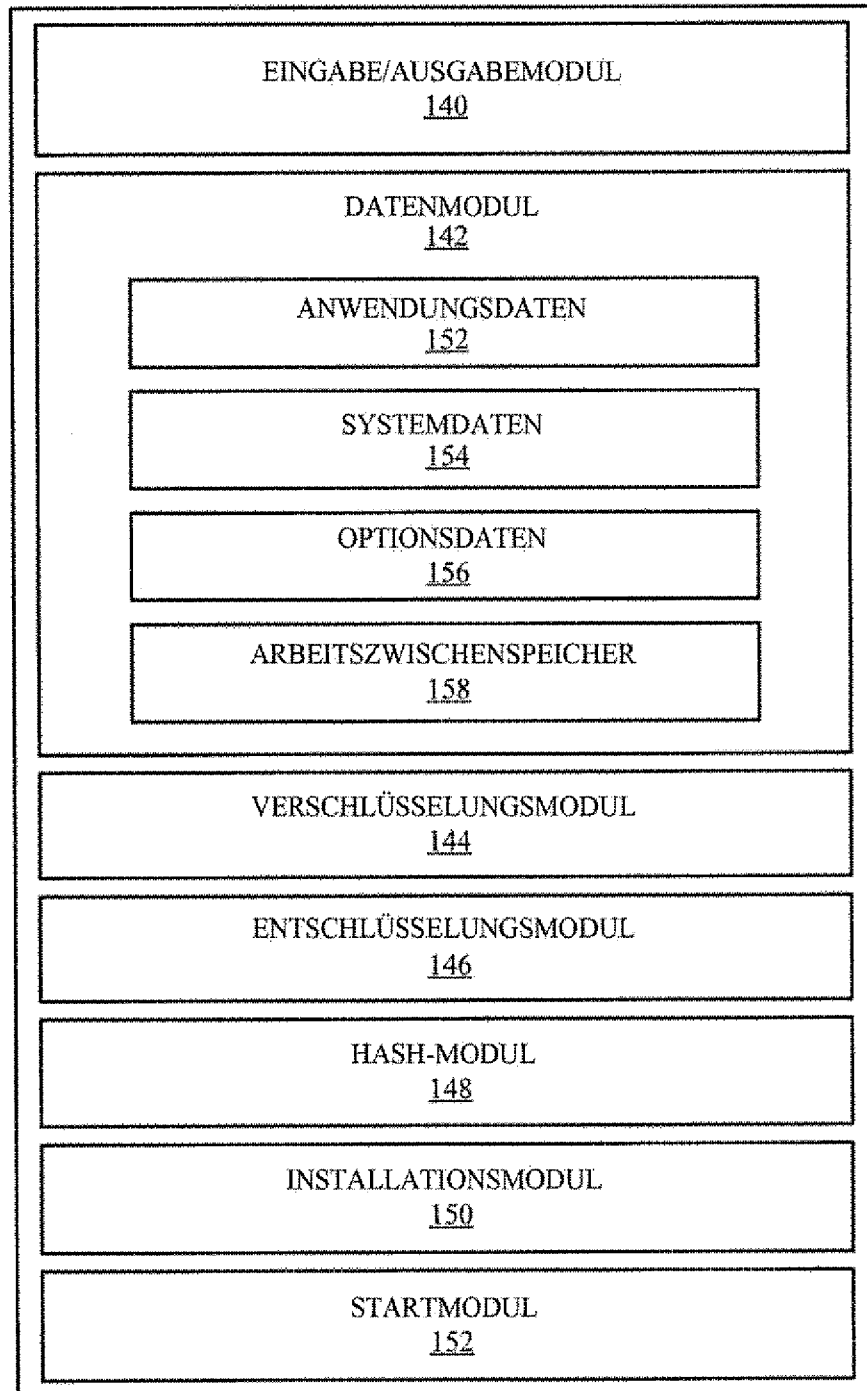 EINGABE/AUSGABEMODUL
140
DATENMODUL
142
ANWENDUNGSDATEN
152
SYSTEMDATEN
154
OPTIONSDATEN
156
ARBEITSZWISCHENSPEICHER
158
VERSCHLÜSSELUNGSMODUL
144
ENTSCHLÜSSELUNGSMODUL
146
HASH-MODUL
148
INSTALLATIONSMODUL
150
STARTMODUL
152